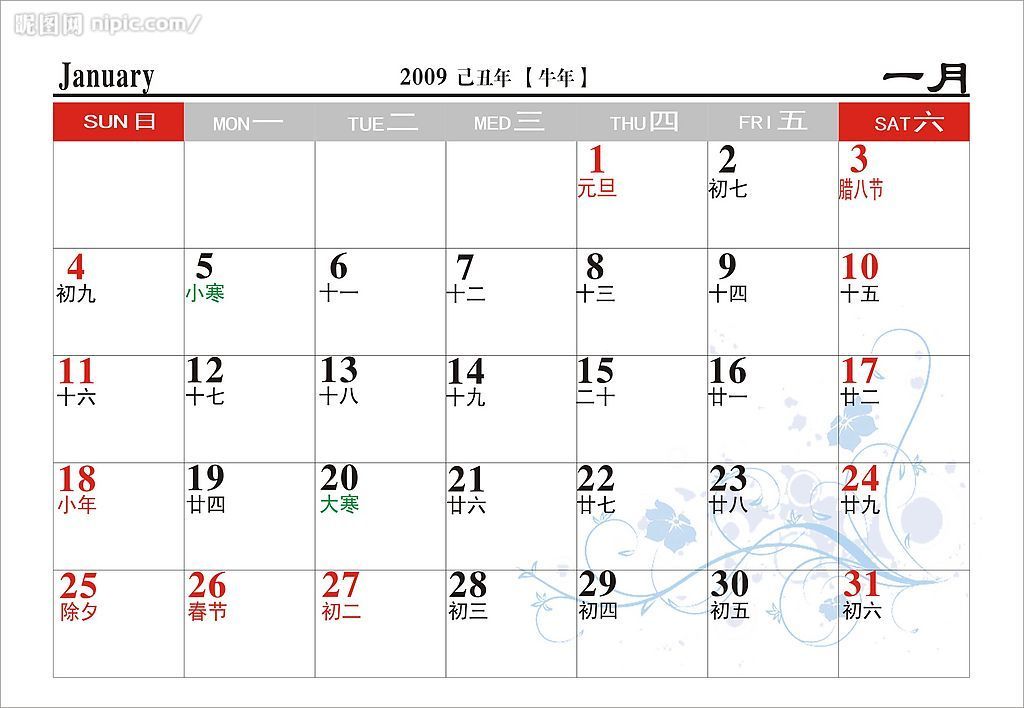 昵图网 nipic.com/
January 2009 己丑年【牛年】 一月
SUN 日 MON 一 TUE 二 WED 三 THU 四 FRI 五 SAT 六
1 2 3
元旦 初七 腊八节
4 5 6 7 8 9 10
初九 小寒 十一 十二 十三 十四 十五
11 12 13 14 15 16 17
十六 十七 十八 十九 二十 廿一 廿二
18 19 20 21 22 23 24
小年 廿四 大寒 廿六 廿七 廿八 廿九
25 26 27 28 29 30 31
除夕 春节 初二 初三 初四 初五 初六